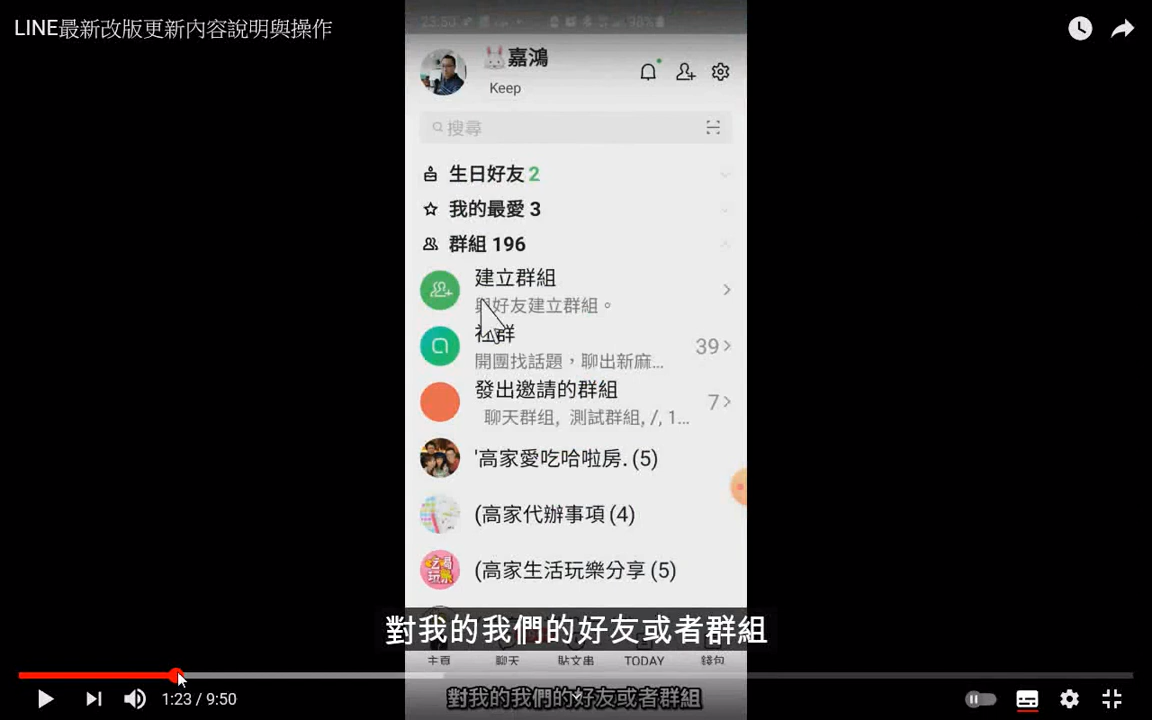 LINE最新改版更新內容說明與操作
嘉鴻
Keep
搜尋
生日好友 2
我的最愛 3
群組 196
建立群組
與好友建立群組。
社群
開團找話題，聊出新麻...
39
發出邀請的群組
聊天群组, 測試群組, /, 1...
7
'高家愛吃哈啦房. (5)
(高家代辦事項 (4)
(高家生活玩樂分享 (5)
對我的我們的好友或者群組
主頁 聊天 貼文串 TODAY 錢包
對我的我們的好友或者群組
1:23 / 9:50